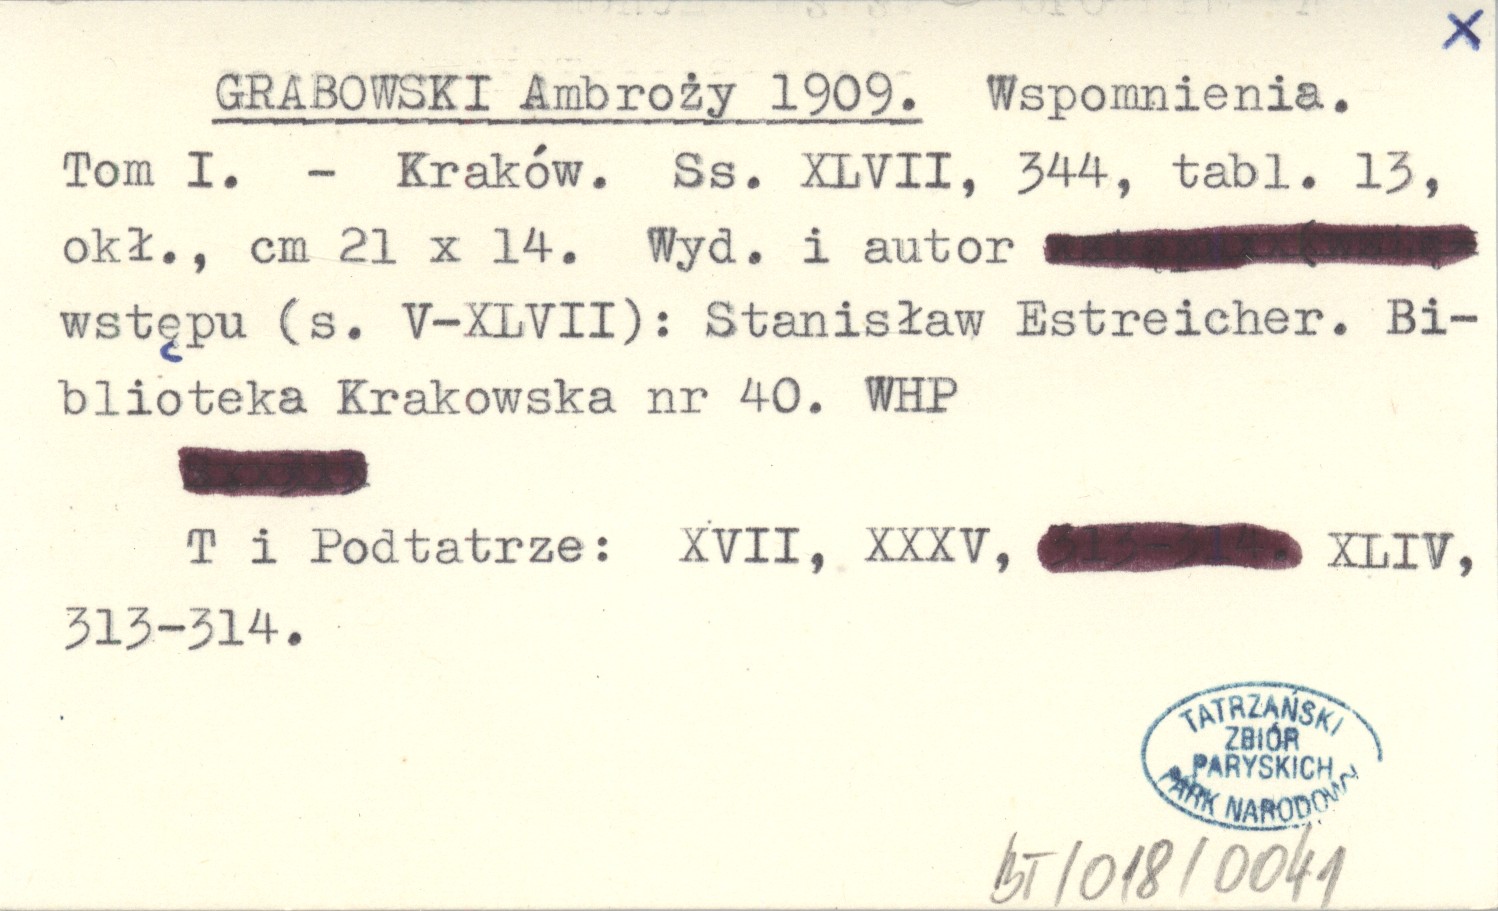 x
GRABOWSKI Ambroży 1909. Wspomnienia.
Tom I. - Kraków. Ss. XLVII, 344, tabl. 13,
okł., cm 21 x 14. Wyd. i autor
wstępu (s. V-XLVII): Stanisław Estreicher. Bi-
blioteka Krakowska nr 40. WHP
T i Podtatrze: XVII, XXXV, 313-314. XLIV,
313-314.
TATRZAŃSKI
ZBIÓR
PARYSKICH
PARK NARODOWY
BT/018/0041